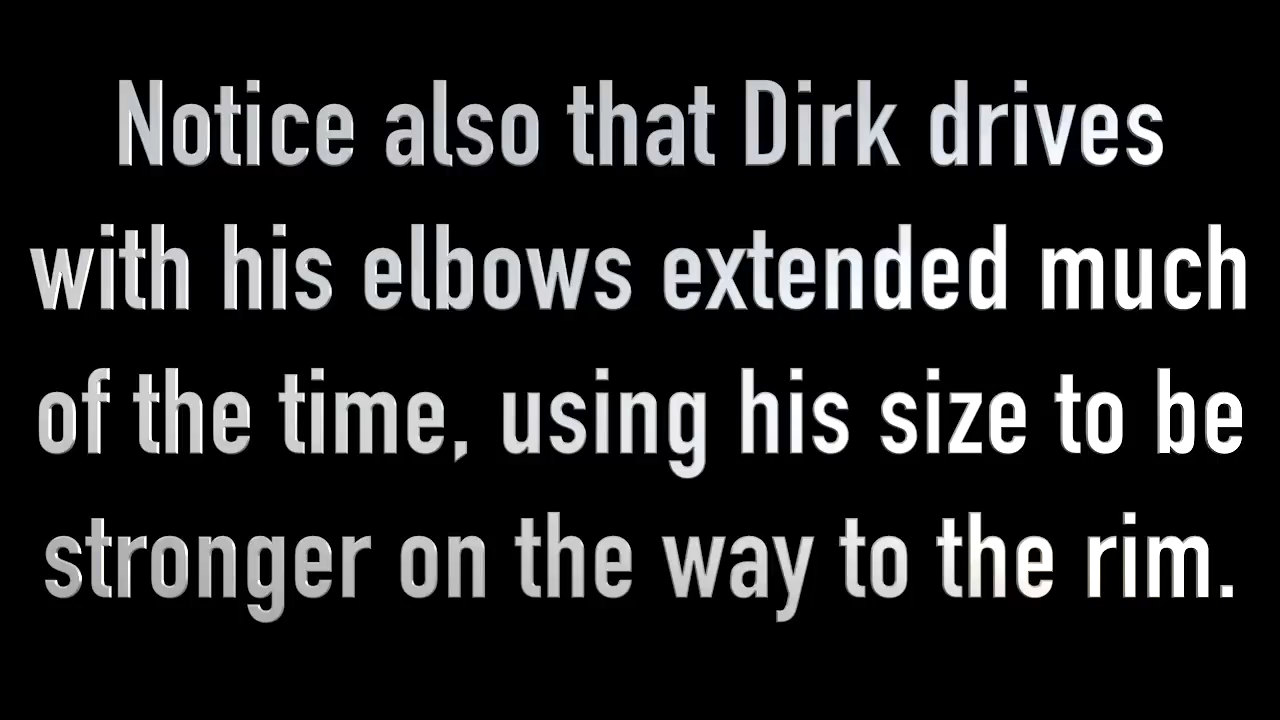 Notice also that Dirk drives
with his elbows extended much
of the time, using his size to be
stronger on the way to the rim.